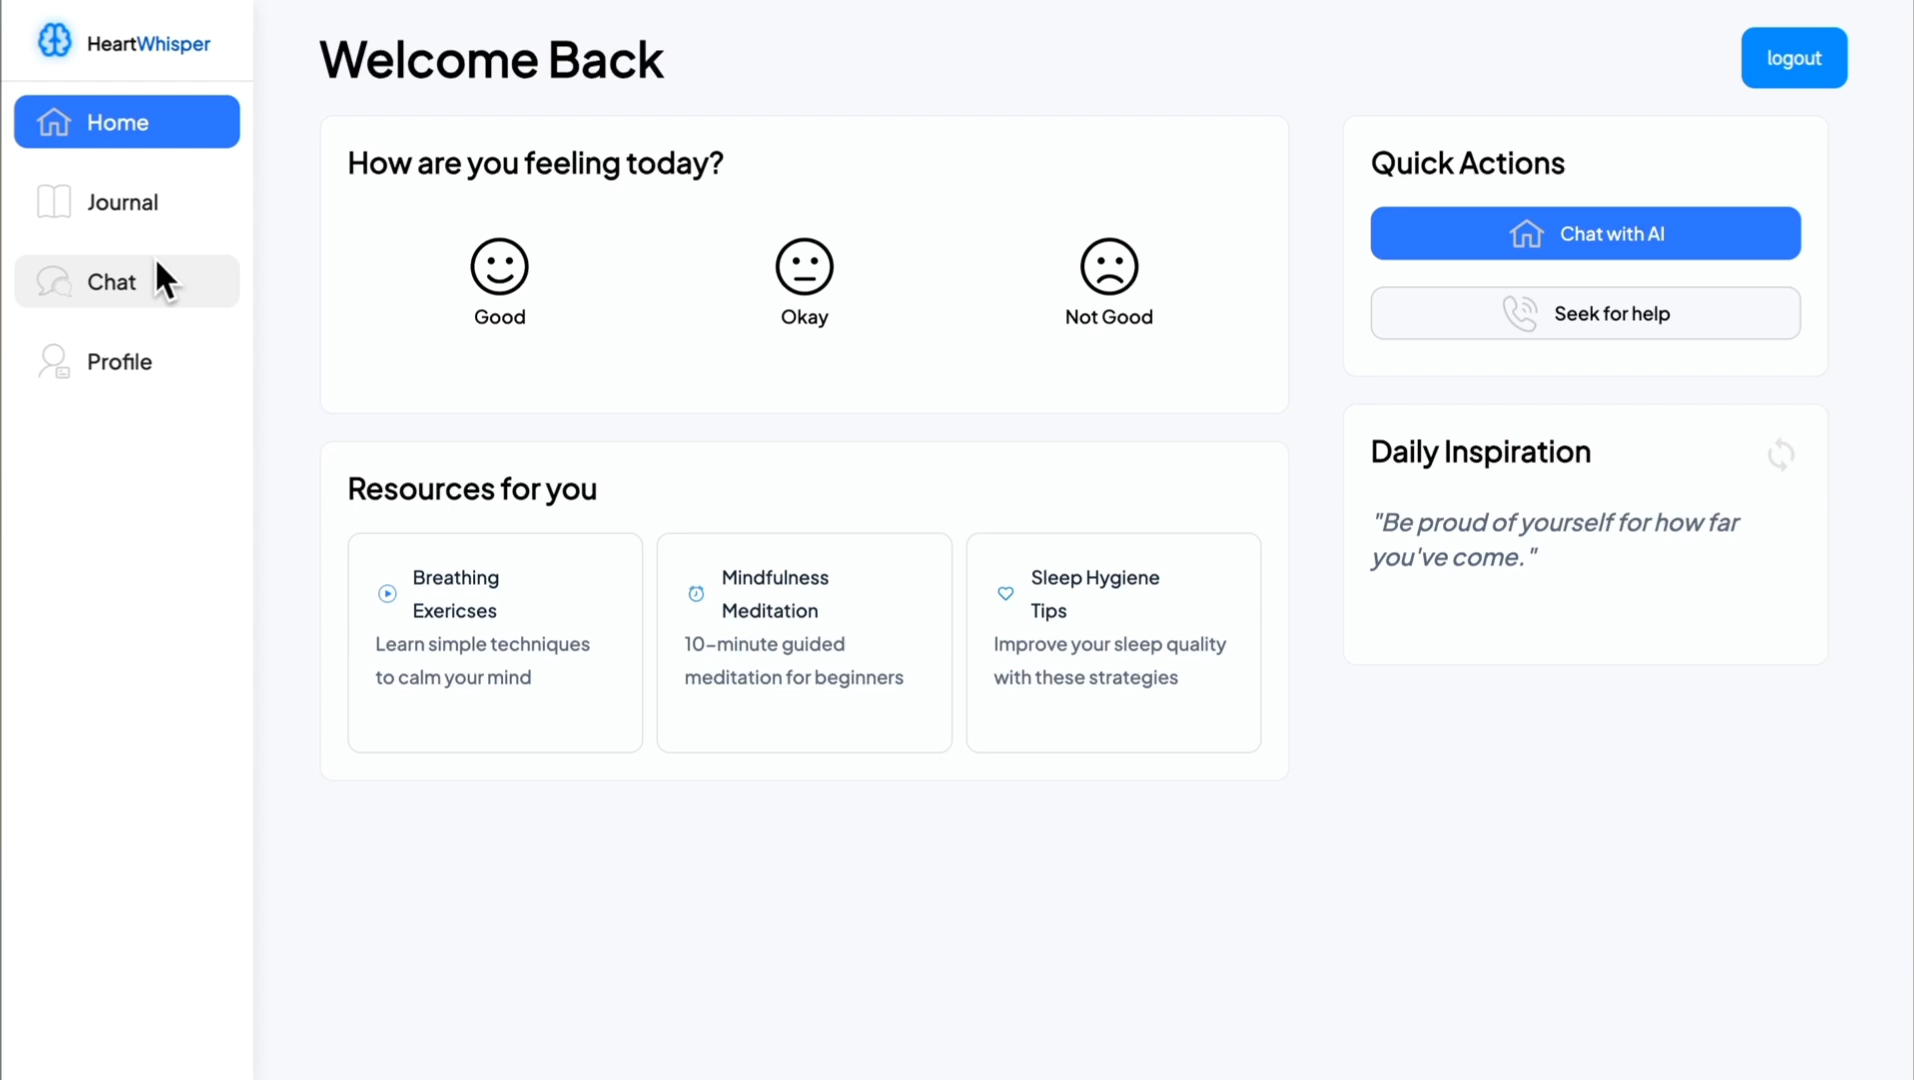 HeartWhisper
Home
Journal
Chat
Profile
Welcome Back
logout
How are you feeling today?
Good
Okay
Not Good
Quick Actions
Chat with AI
Seek for help
Resources for you
Breathing
Exericses
Learn simple techniques
to calm your mind
Mindfulness
Meditation
10-minute guided
meditation for beginners
Sleep Hygiene
Tips
Improve your sleep quality
with these strategies
Daily Inspiration
"Be proud of yourself for how far
you've come."